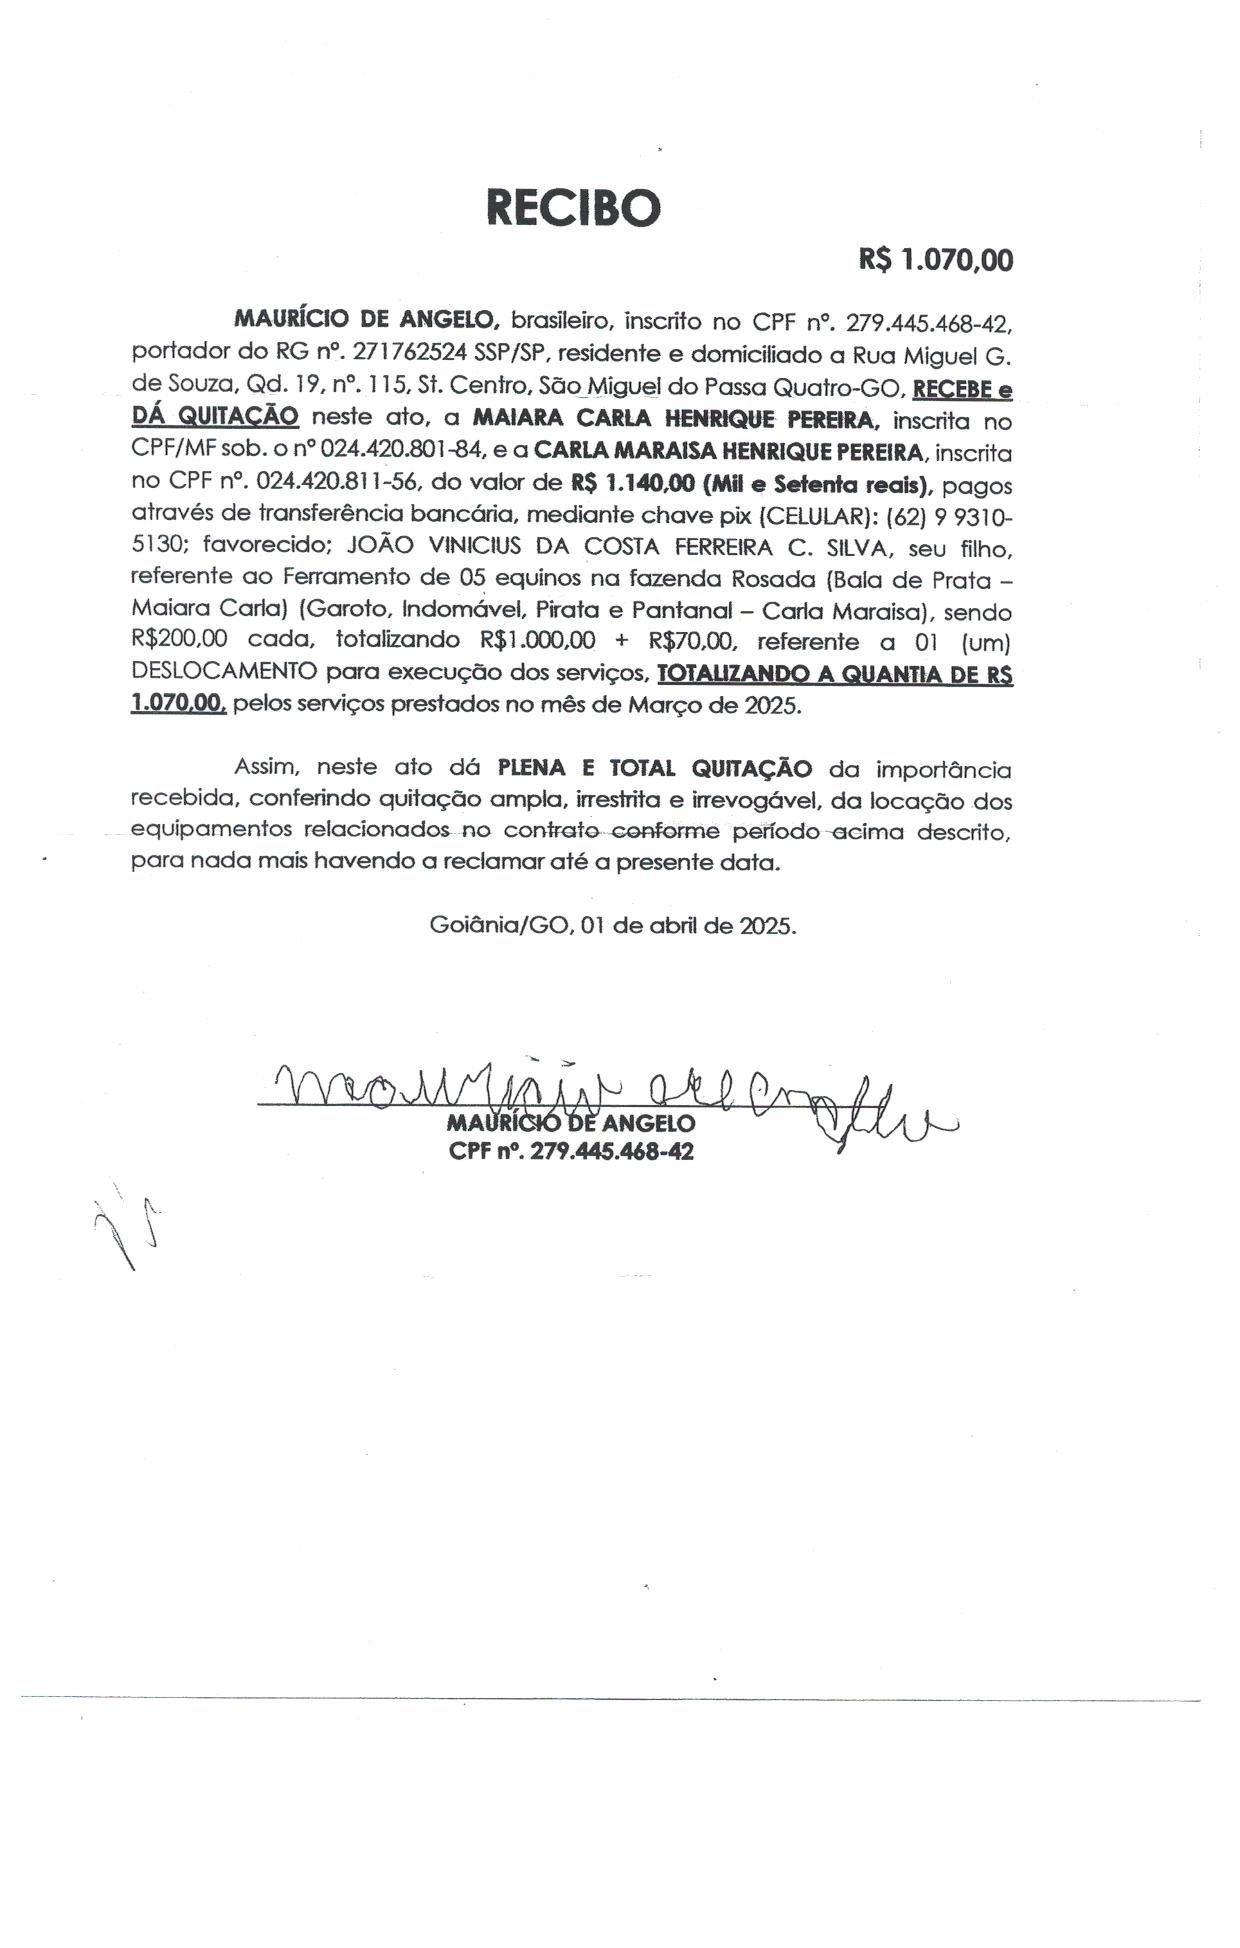 RECIBO
R$ 1.070,00
MAURÍCIO DE ANGELO, brasileiro, inscrito no CPF nº. 279.445.468-42,
portador do RG nº. 271762524 SSP/SP, residente e domiciliado a Rua Miguel G.
de Souza, Qd. 19, nº. 115, St. Centro, São Miguel do Passa Quatro-GO, RECEBE e
DÁ QUITAÇÃO neste ato, a MAIARA CARLA HENRIQUE PEREIRA, inscrita no
CPF/MF sob. o nº 024.420.801-84, e a CARLA MARAISA HENRIQUE PEREIRA, inscrita
no CPF nº. 024.420.811-56, do valor de R$ 1.140,00 (Mil e Setenta reais), pagos
através de transferência bancária, mediante chave pix (CELULAR): (62) 9 9310-
5130; favorecido; JOÃO VINICIUS DA COSTA FERREIRA C. SILVA, seu filho,
referente ao Ferramento de 05 equinos na fazenda Rosada (Bala de Prata –
Maiara Carla) (Garoto, Indomável, Pirata e Pantanal – Carla Maraisa), sendo
R$200,00 cada, totalizando R$1.000,00 + R$70,00, referente a 01 (um)
DESLOCAMENTO para execução dos serviços, TOTALIZANDO A QUANTIA DE R$
1.070,00, pelos serviços prestados no mês de Março de 2025.
Assim, neste ato dá PLENA E TOTAL QUITAÇÃO da importância
recebida, conferindo quitação ampla, irrestrita e irrevogável, da locação dos
equipamentos relacionados no contrato conforme período acima descrito,
para nada mais havendo a reclamar até a presente data.
Goiânia/GO, 01 de abril de 2025.
Maurício de Angelo
MAURÍCIO DE ANGELO
CPF nº. 279.445.468-42